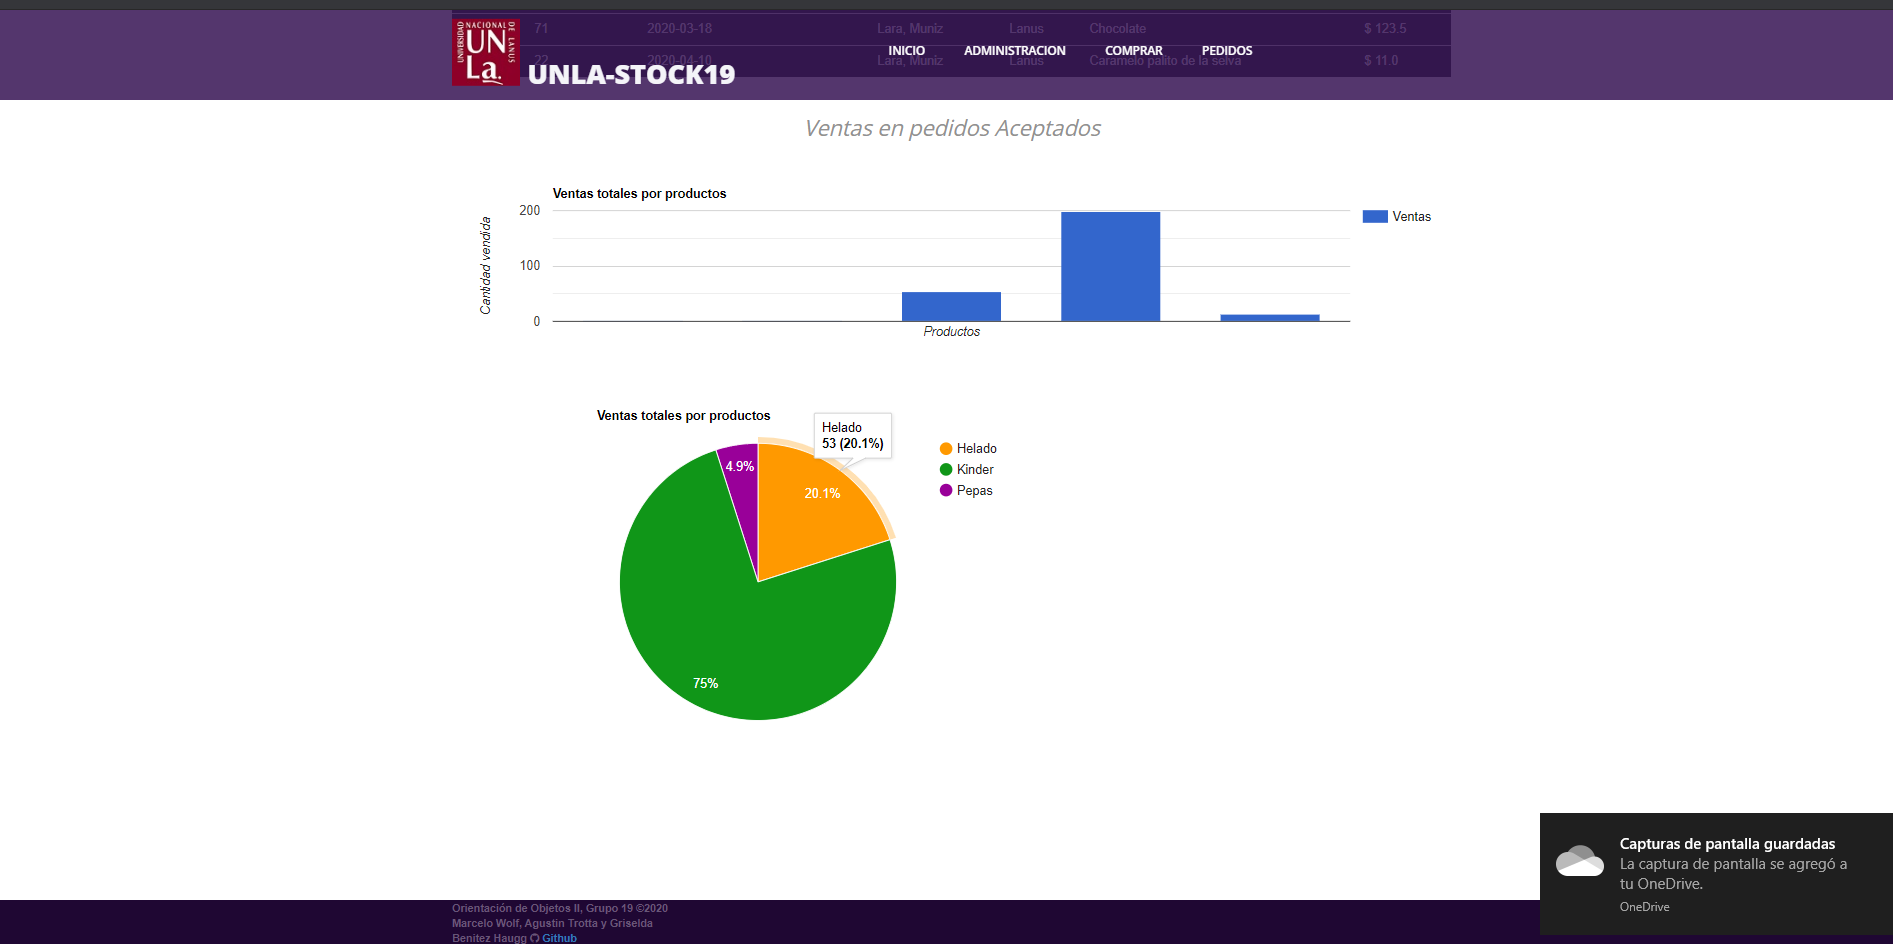 71 2020-03-18 Lara, Muniz Lanus Chocolate $ 123.5
22 2020-04-10 Lara, Muniz Lanus Caramelo palito de la selva $ 11.0
UNIVERSIDAD NACIONAL DE LANUS
UN
La.
UNLA-STOCK19
INICIO ADMINISTRACION COMPRAR PEDIDOS
Ventas en pedidos Aceptados
Ventas totales por productos
Cantidad vendida
200
100
0
Productos
Ventas
Ventas totales por productos
Helado
53 (20.1%)
4.9%
20.1%
75%
Helado
Kinder
Pepas
Capturas de pantalla guardadas
La captura de pantalla se agregó a
tu OneDrive.
OneDrive
Orientación de Objetos II, Grupo 19 ©2020
Marcelo Wolf, Agustin Trotta y Griselda
Benitez Haugg Github